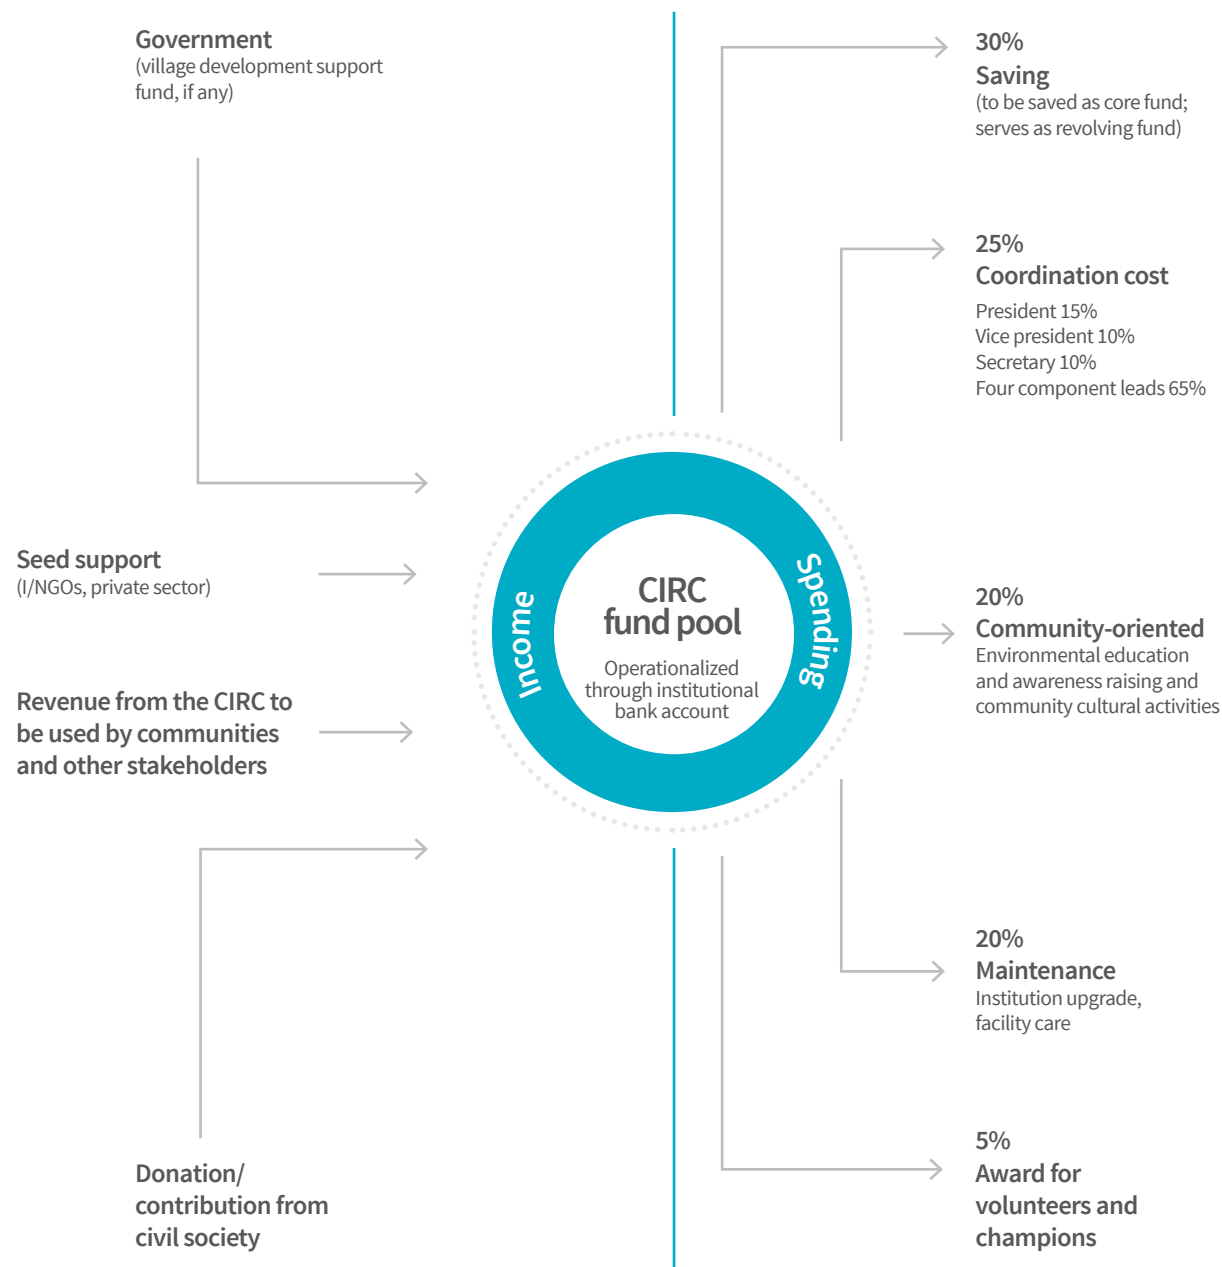 Government
(village development support
fund, if any)
Seed support
(I/NGOs, private sector)
Revenue from the CIRC to
be used by communities
and other stakeholders
Donation/
contribution from
civil society
Income
CIRC
fund pool
Operationalized
through institutional
bank account
Spending
30%
Saving
(to be saved as core fund;
serves as revolving fund)
25%
Coordination cost
President 15%
Vice president 10%
Secretary 10%
Four component leads 65%
20%
Community-oriented
Environmental education
and awareness raising and
community cultural activities
20%
Maintenance
Institution upgrade,
facility care
5%
Award for
volunteers and
champions